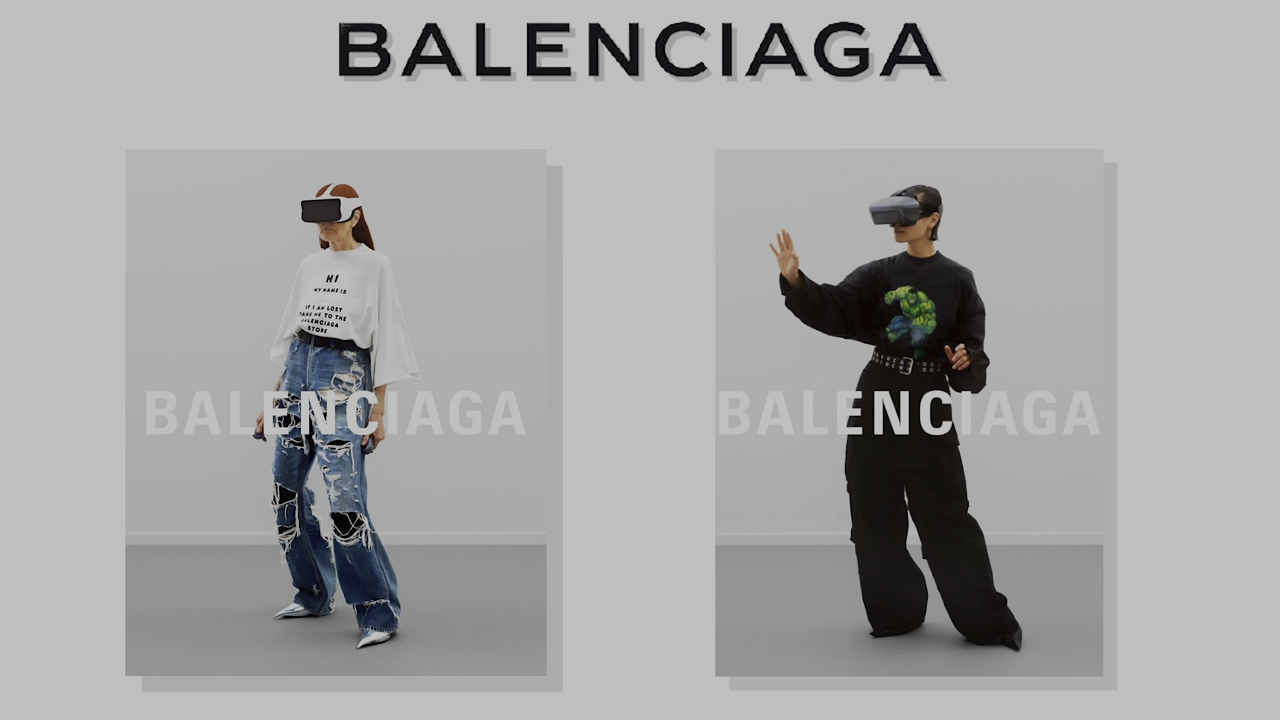 BALENCIAGA
HI
MY NAME IS
IF I AM LOST
TAKE ME TO THE
BALENCIAGA
STORE
BALENCIAGA
BALENCIAGA